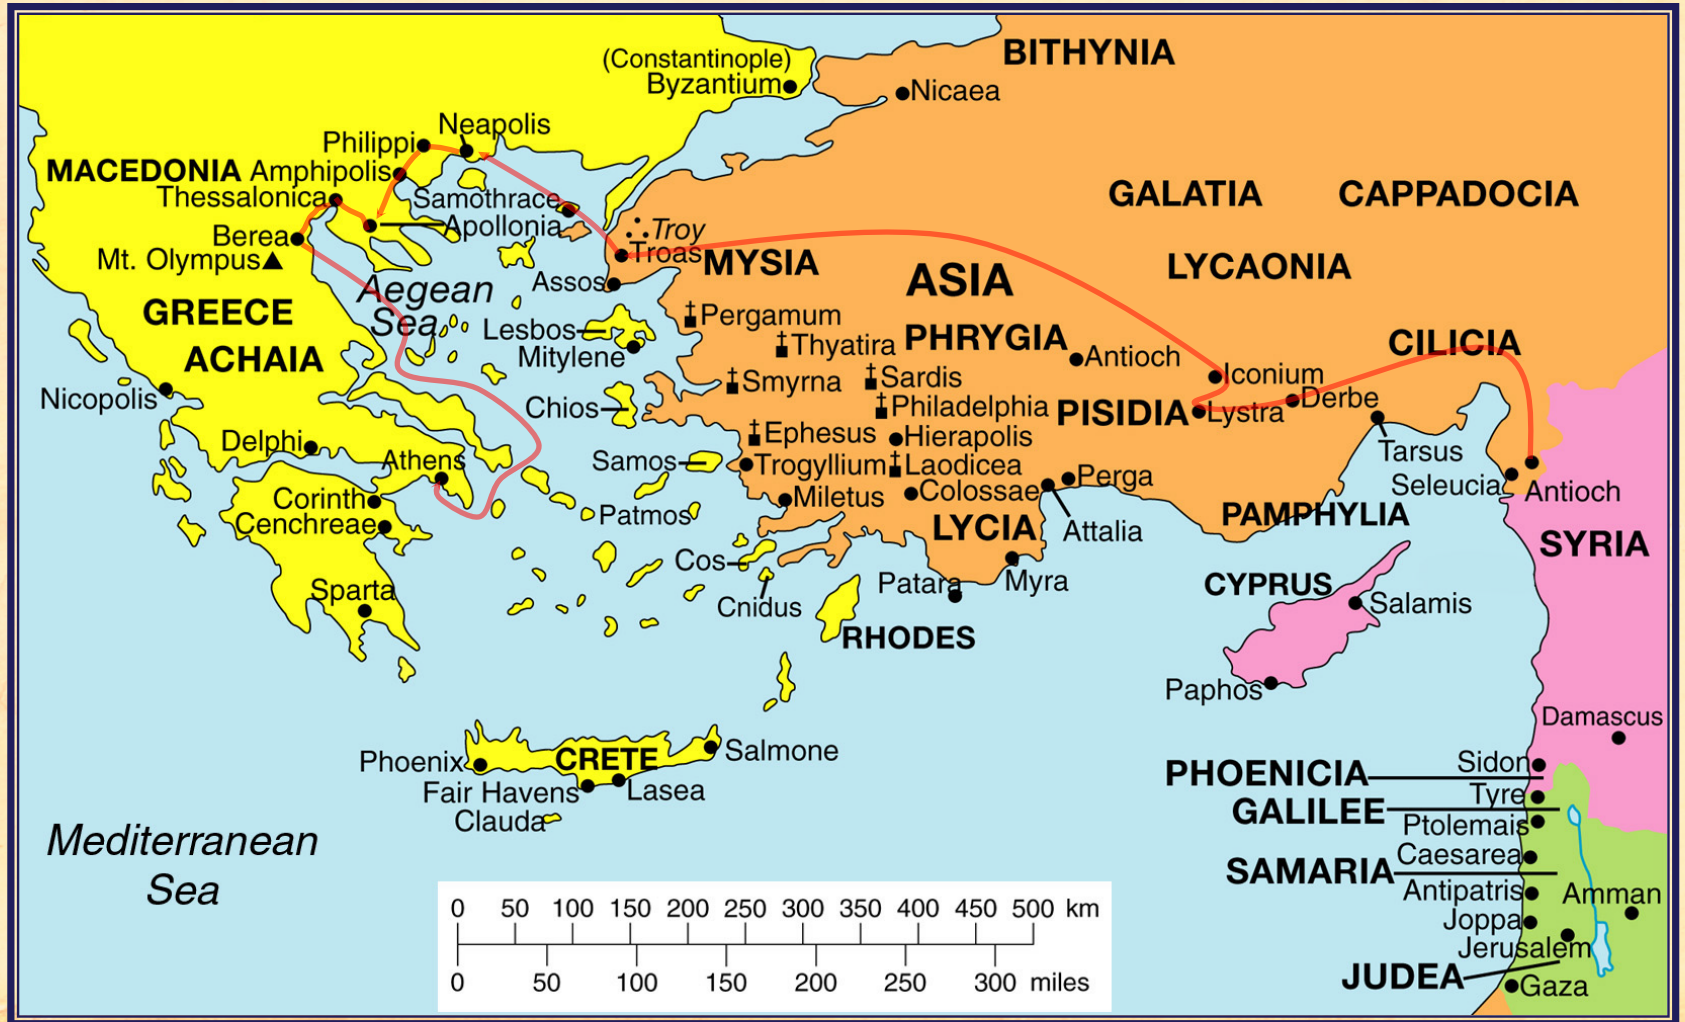 BITHYNIA
(Constantinople)
Byzantium
Nicaea
Neapolis
Philippi
MACEDONIA
Amphipolis
Thessalonica
Samothrace
Apollonia
GALATIA
CAPPADOCIA
Troy
Troas
Berea
Mt. Olympus
MYSIA
ASIA
LYCAONIA
Assos
Aegean
Sea
GREECE
ACHAIA
Pergamum
Lesbos
Mitylene
Thyatira
PHRYGIA
Antioch
CILICIA
Iconium
Nicopolis
Smyrna
Sardis
Chios
Philadelphia
PISIDIA
Lystra
Derbe
Delphi
Ephesus
Hierapolis
Tarsus
Athens
Samos
Trogyllium
Laodicea
Perga
Seleucia
Antioch
Corinth
Miletus
Colossae
Cenchreae
Patmos
LYCIA
Attalia
PAMPHYLIA
SYRIA
Cos
Sparta
Cnidus
Patara
Myra
CYPRUS
Salamis
RHODES
Paphos
Damascus
Phoenix
CRETE
Salmone
Fair Havens
Lasea
Clauda
PHOENICIA
Sidon
Tyre
GALILEE
Ptolemais
Mediterranean
Sea
Caesarea
SAMARIA
Antipatris
Amman
Joppa
Jerusalem
JUDEA
Gaza
0 50 100 150 200 250 300 350 400 450 500 km
0 50 100 150 200 250 300 miles